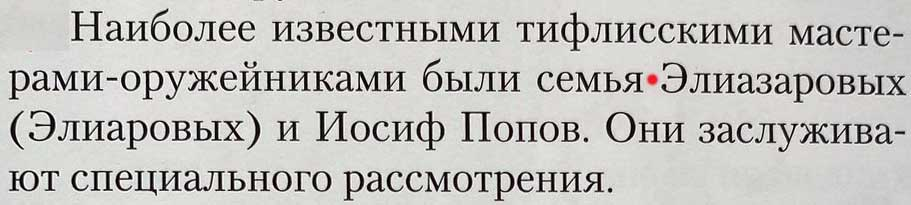 Наиболее известными тифлисскими масте-
рами-оружейниками были семья•Элиазаровых
(Элиаровых) и Иосиф Попов. Они заслужива-
ют специального рассмотрения.